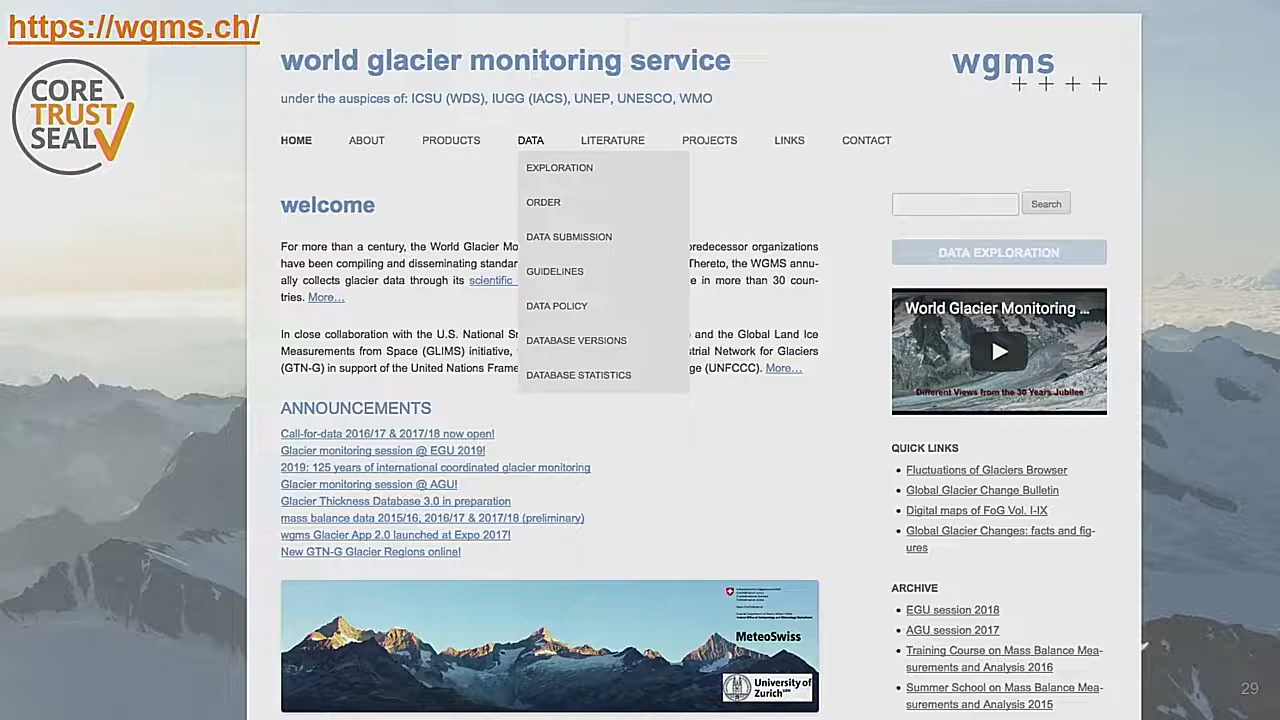 https://wgms.ch/
CORE
TRUST
SEAL
world glacier monitoring service
wgms
under the auspices of: ICSU (WDS), IUGG (IACS), UNEP, UNESCO, WMO
HOME ABOUT PRODUCTS DATA LITERATURE PROJECTS LINKS CONTACT
EXPLORATION
ORDER
DATA SUBMISSION
GUIDELINES
DATA POLICY
DATABASE VERSIONS
DATABASE STATISTICS
welcome
For more than a century, the World Glacier redecessor organizations
have been compiling and disseminating Thereto, the WGMS annu-
ally collects glacier data through its scientific in more than 30 coun-
tries. More...
In close collaboration with the U.S. National and the Global Land Ice
Measurements from Space (GLIMS) initiative, Network for Glaciers
(GTN-G) in support of the United Nations (UNFCCC). More...
ANNOUNCEMENTS
Call-for-data 2016/17 & 2017/18 now open!
Glacier monitoring session @ EGU 2019!
2019: 125 years of international coordinated glacier monitoring
Glacier monitoring session @ AGU!
Glacier Thickness Database 3.0 in preparation
mass balance data 2015/16, 2016/17 & 2017/18 (preliminary)
wgms Glacier App 2.0 launched at Expo 2017!
New GTN-G Glacier Regions online!
MeteoSwiss
University of
Zurich
Search
DATA EXPLORATION
World Glacier Monitoring ...
Different Views from the 30 Years Jubilee
QUICK LINKS
Fluctuations of Glaciers Browser
Global Glacier Change Bulletin
Digital maps of FoG Vol. I-IX
Global Glacier Changes: facts and fig-
ures
ARCHIVE
EGU session 2018
AGU session 2017
Training Course on Mass Balance Mea-
surements and Analysis 2016
Summer School on Mass Balance Mea-
surements and Analysis 2015
29